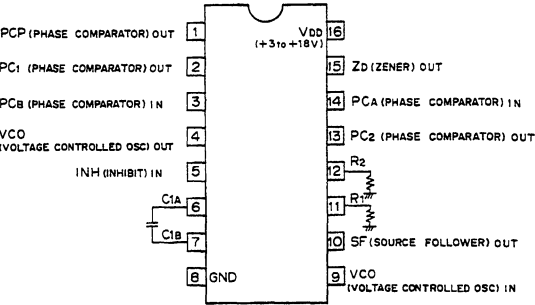 PCP (PHASE COMPARATOR) OUT 1
PC1 (PHASE COMPARATOR) OUT 2
PCB (PHASE COMPARATOR) IN 3
VCO
(VOLTAGE CONTROLLED OSC) OUT 4
INH (INHIBIT) IN 5
C1A 6
C1B 7
8 GND
VDD 16
(+3 TO +18V)
15 ZD (ZENER) OUT
14 PCA (PHASE COMPARATOR) IN
13 PC2 (PHASE COMPARATOR) OUT
12 R2
11 R1
10 SF (SOURCE FOLLOWER) OUT
9 VCO
(VOLTAGE CONTROLLED OSC) IN